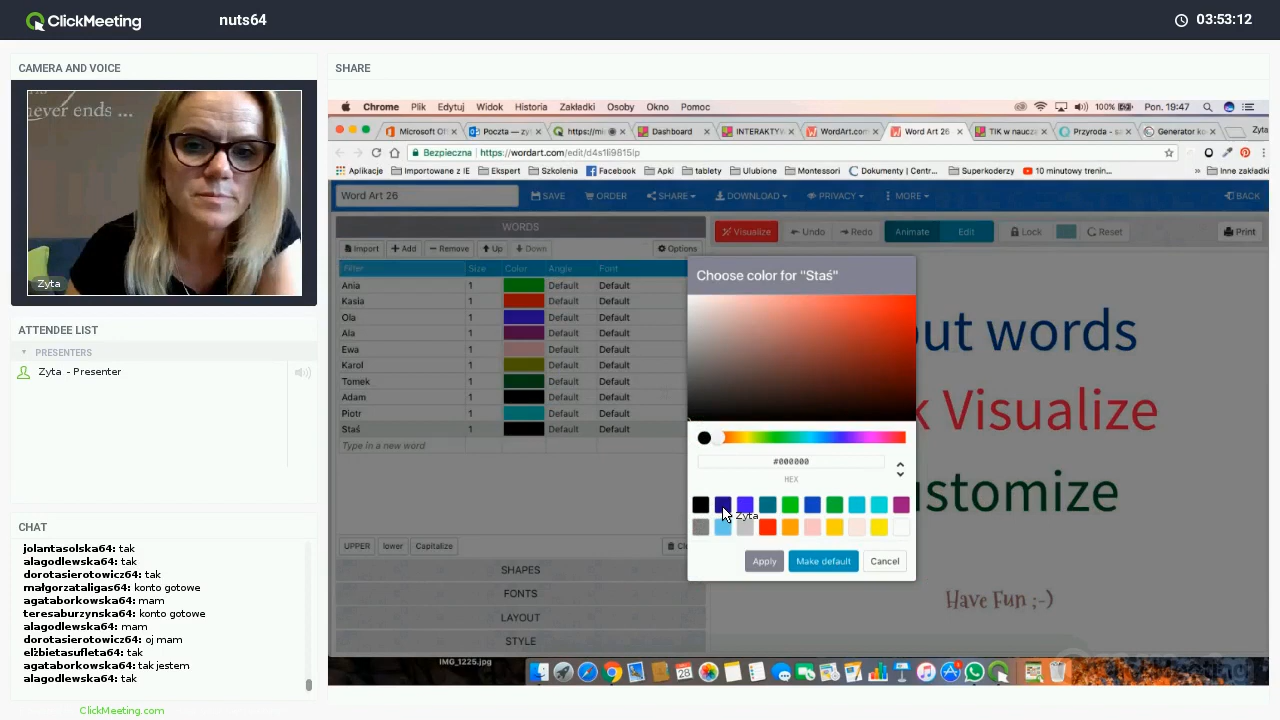 ClickMeeting
nuts64
03:53:12
CAMERA AND VOICE
never ends ...
Zyta
ATTENDEE LIST
PRESENTERS
Zyta - Presenter
CHAT
jolantasolska64: tak
alagodlewska64: tak
dorotasierotowicz64: tak
małgorzataligas64: konto gotowe
agataborkowska64: mam
teresaburzynska64: konto gotowe
alagodlewska64: mam
dorotasierotowicz64: oj mam
elżbietasufleta64: tak
agataborkowska64: tak jestem
alagodlewska64: tak
ClickMeeting.com
SHARE
Chrome Plik Edytuj Widok Historia Zakładki Osoby Okno Pomoc
100% Pon. 19:47
Microsoft Of Poczta — zy https://mi Dashboard INTERAKTYW WordArt.com Word Art 26 TIK w naucz Przyroda - sa Generator ko Zyta
Bezpieczna https://wordart.com/edit/d4s1i9815lp
Aplikacje Importowane z IE Ekspert Szkolenia Facebook Apki tablety Ulubione Montessori Dokumenty | Centr... Superkoderzy 10 minutowy trenin... » Inne zakładki
Word Art 26 SAVE ORDER SHARE DOWNLOAD PRIVACY MORE BACK
WORDS
Import Add Remove Up Down Options
Filter Size Color Angle Font
Ania 1 Default Default
Kasia 1 Default Default
Ola 1 Default Default
Ala 1 Default Default
Ewa 1 Default Default
Karol 1 Default Default
Tomek 1 Default Default
Adam 1 Default Default
Piotr 1 Default Default
Staś 1 Default Default
Type in a new word
UPPER lower Capitalize
SHAPES
FONTS
LAYOUT
STYLE
Visualize Undo Redo Animate Edit Lock Reset Print
Choose color for "Staś"
#000000
HEX
Zyta
Apply Make default Cancel
put words
k Visualize
ustomize
Have Fun ;-)
IMG_1225.jpg
28